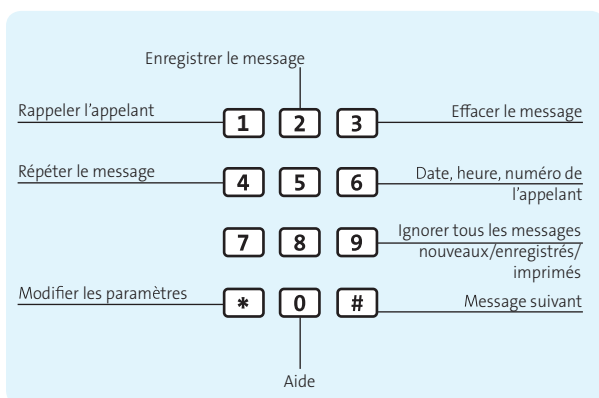 Enregistrer le message
Rappeler l’appelant
1 2 3
Effacer le message
Répéter le message
4 5 6
Date, heure, numéro de
l’appelant
7 8 9
Ignorer tous les messages
nouveaux/enregistrés/
imprimés
Modifier les paramètres
* 0 #
Message suivant
Aide